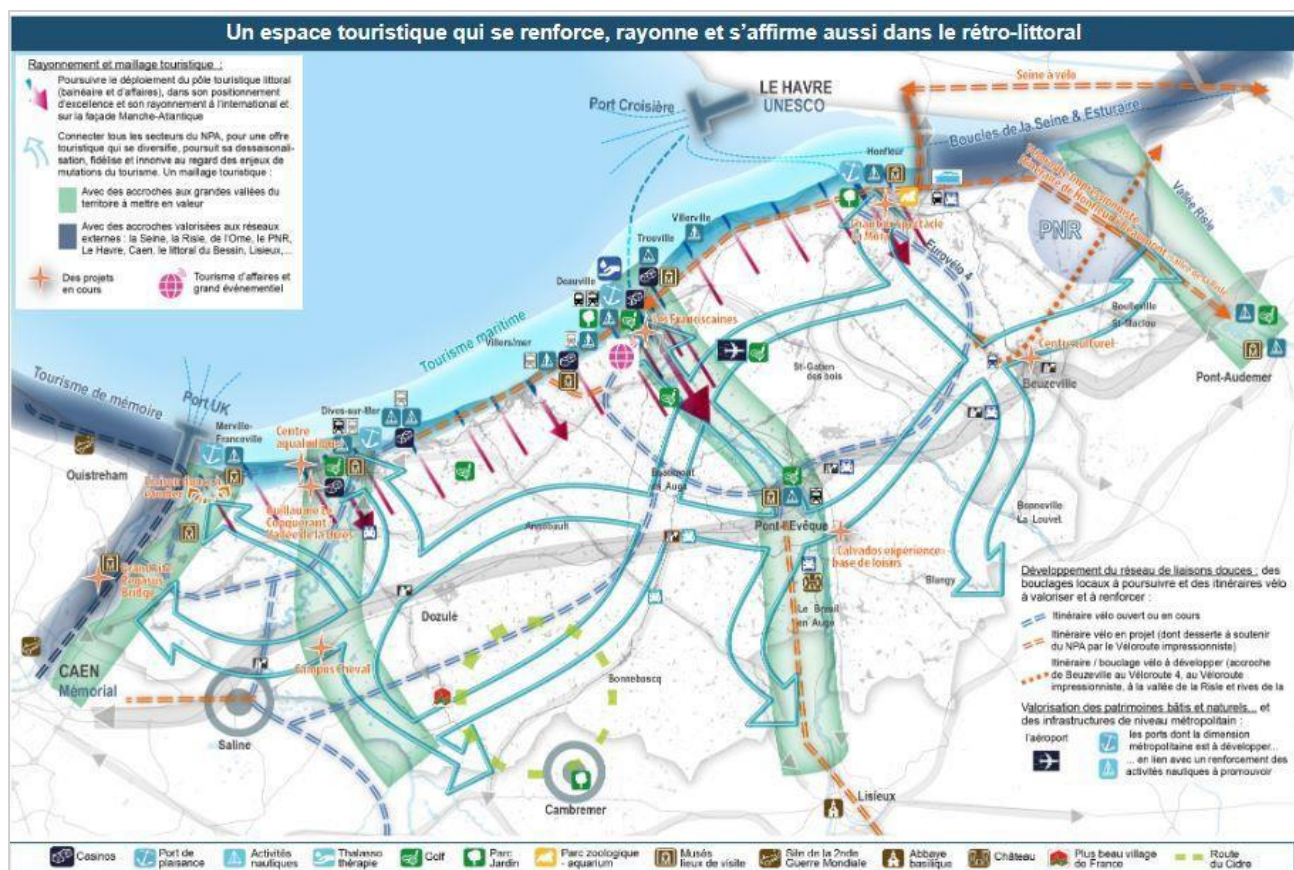 Un espace touristique qui se renforce, rayonne et s'affirme aussi dans le rétro-littoral
Rayonnement et maillage touristique :
Poursuivre le déploiement du pôle touristique littoral
(balnéaire et d'affaires), dans son positionnement
d'excellence et son rayonnement à l'international et
sur la façade Manche-Atlantique
Connecter tous les secteurs du NPA, pour une offre
touristique qui se diversifie, poursuit sa dessaisonali-
sation, fidélise et innonve au regard des enjeux de
mutations du tourisme. Un maillage touristique :
Avec des accroches aux grandes vallées du
territoire à mettre en valeur
Avec des accroches valorisées aux réseaux
externes : la Seine, la Risle, de l'Orne, le PNR,
Le Havre, Caen, le littoral du Bessin, Lisieux,...
Des projets
en cours
Tourisme d'affaires et
grand événementiel
LE HAVRE
UNESCO
Port Croisière
Seine à vélo
Boucles de la Seine & Esturaire
Honfleur
Vallée Risle
PNR
Eurovélo 4
Villerville
Trouville
Deauville
Les Franciscaines
Villers/mer
Tourisme maritime
Tourisme de mémoire
Port UK
Merville-
Franceville
Dives-sur-Mer
Centre
aqualudique
Ouistreham
Guillaume Le
Conquérant
Vallée de la Dives
Grand site
Pegasus
Bridge
St-Gatien
des bois
Boulleville
St-Maclou
Centre culturel
Beuzeville
Pont-Audemer
Beaumont
en Auge
Annebault
Pont-l'Evêque
Bonneville
La Louvet
Calvados expérience
base de loisirs
Blangy
Le Breuil
en Auge
Dozulé
CAEN
Mémorial
Campus Cheval
Bonneboscq
Saline
Cambremer
Lisieux
Développement du réseau de liaisons douces : des
bouclages locaux à poursuivre et des itinéraires vélo
à valoriser et à renforcer :
Itinéraire vélo ouvert ou en cours
Itinéraire vélo en projet (dont desserte à soutenir
du NPA par le Véloroute impressionniste)
Itinéraire / bouclage vélo à développer (accroche
de Beuzeville au Véloroute 4, au Véloroute
impressionniste, à la vallée de la Risle et rives de la
Valorisation des patrimoines bâtis et naturels... et
des infrastructures de niveau métropolitain :
l'aéroport
les ports dont la dimension
métropolitaine est à développer...
... en lien avec un renforcement des
activités nautiques à promouvoir
Casinos
Port de
plaisance
Activités
nautiques
Thalasso
thérapie
Golf
Parc
Jardin
Parc zoologique
- aquarium
Musés
lieux de visite
Site de la 2nde
Guerre Mondiale
Abbaye
basilique
Château
Plus beau village
de France
Route
du Cidre